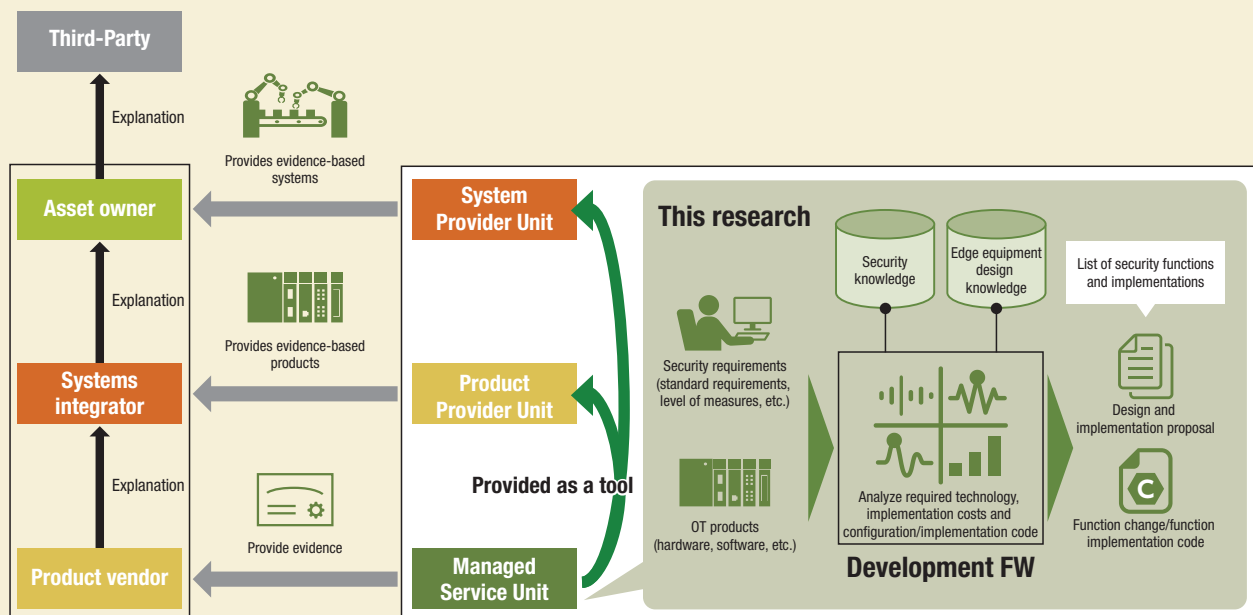 Third-Party
Explanation
Provides evidence-based
systems
Asset owner
System
Provider Unit
Explanation
Provides evidence-based
products
Systems
integrator
Product
Provider Unit
Explanation
Provide evidence
Provided as a tool
Product vendor
Managed
Service Unit
This research
Security
knowledge
Edge equipment
design
knowledge
List of security functions
and implementations
Security requirements
(standard requirements,
level of measures, etc.)
OT products
(hardware, software, etc.)
Analyze required technology,
implementation costs and
configuration/implementation code
Development FW
Design and
implementation proposal
C
Function change/function
implementation code